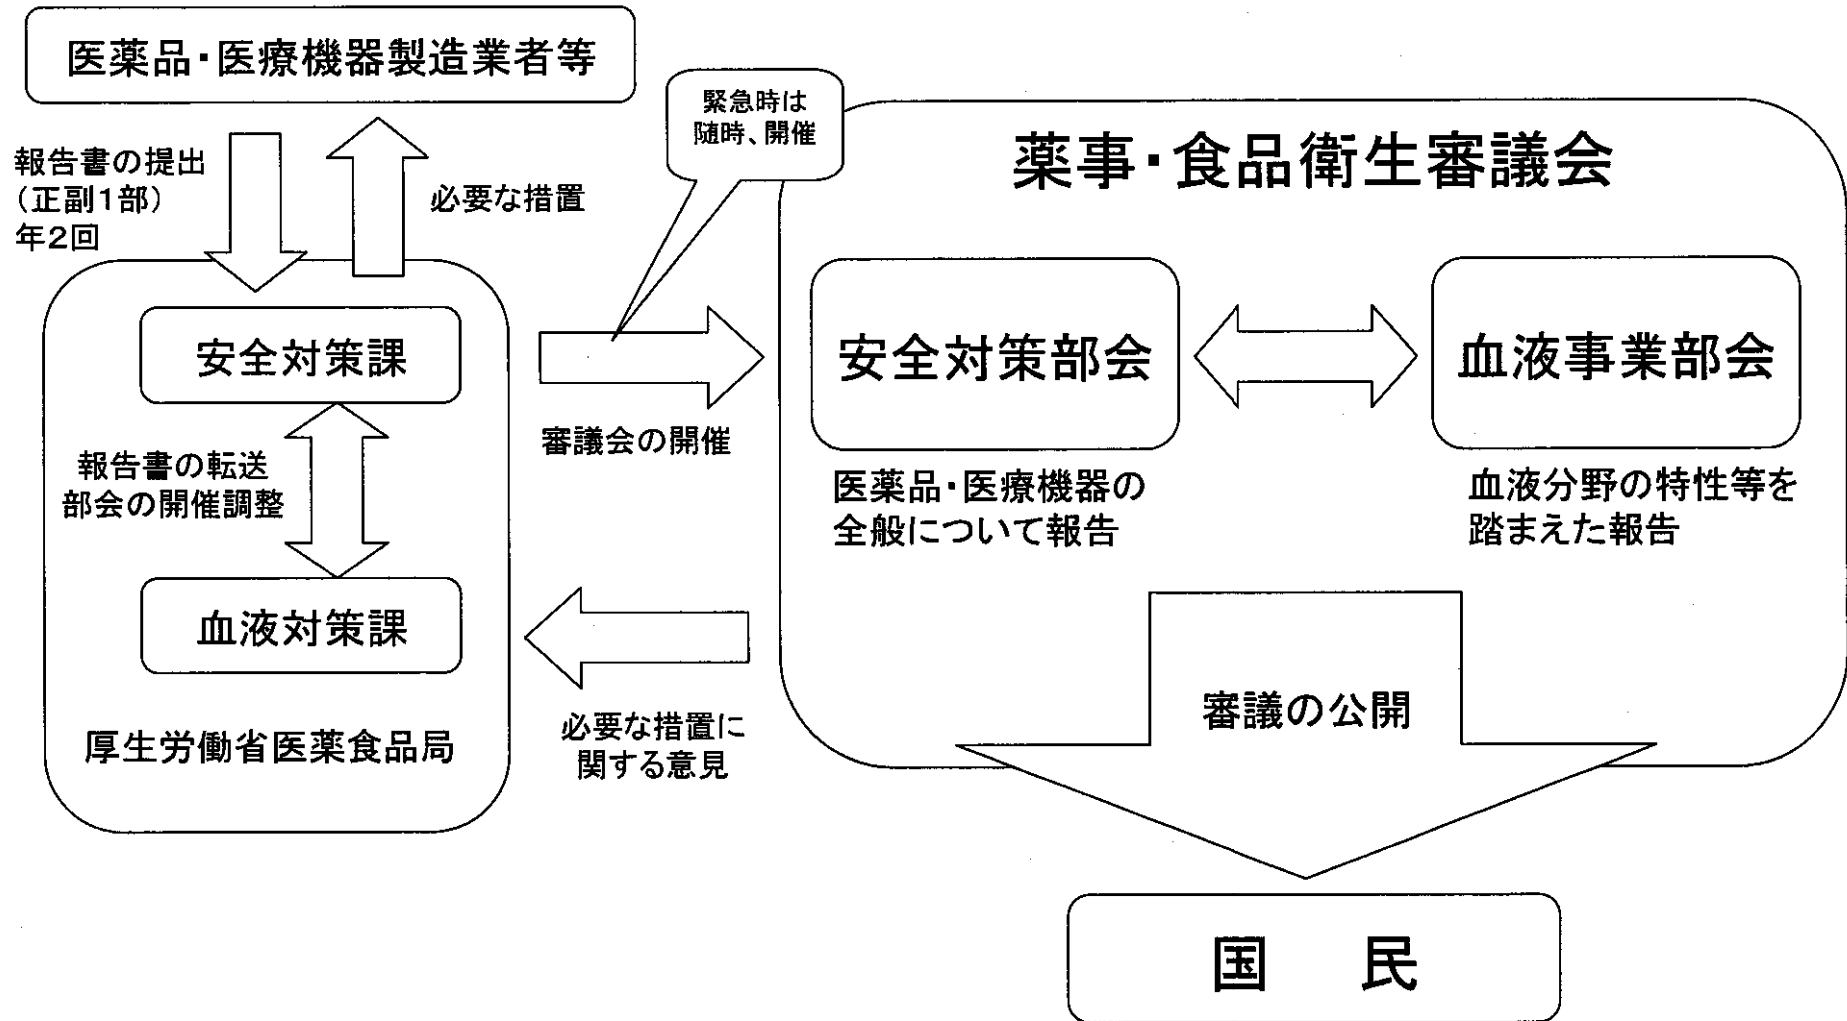 医薬品・医療機器製造業者等
緊急時は
随時、開催
薬事・食品衛生審議会
報告書の提出
（正副1部）
年2回
必要な措置
安全対策課
審議会の開催
安全対策部会
血液事業部会
報告書の転送
部会の開催調整
医薬品・医療機器の
全般について報告
血液分野の特性等を
踏まえた報告
血液対策課
厚生労働省医薬食品局
必要な措置に
関する意見
審議の公開
国　民